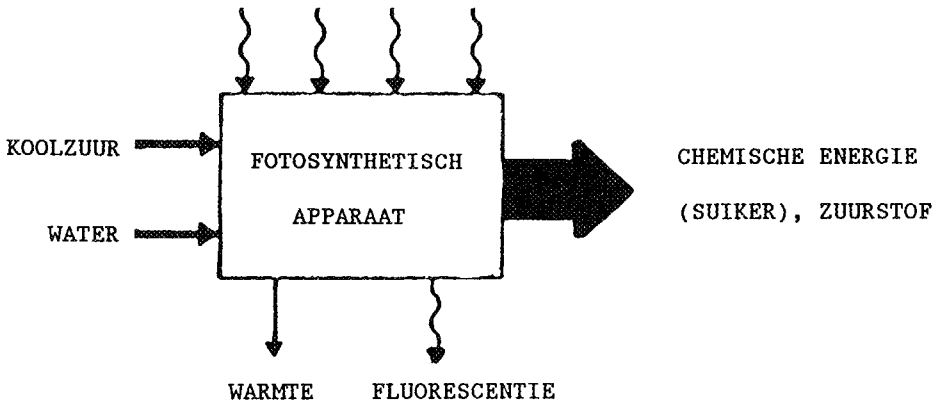 KOOLZUUR
WATER
FOTOSYNTHETISCH
APPARAAT
CHEMISCHE ENERGIE
(SUIKER), ZUURSTOF
WARMTE
FLUORESCENTIE